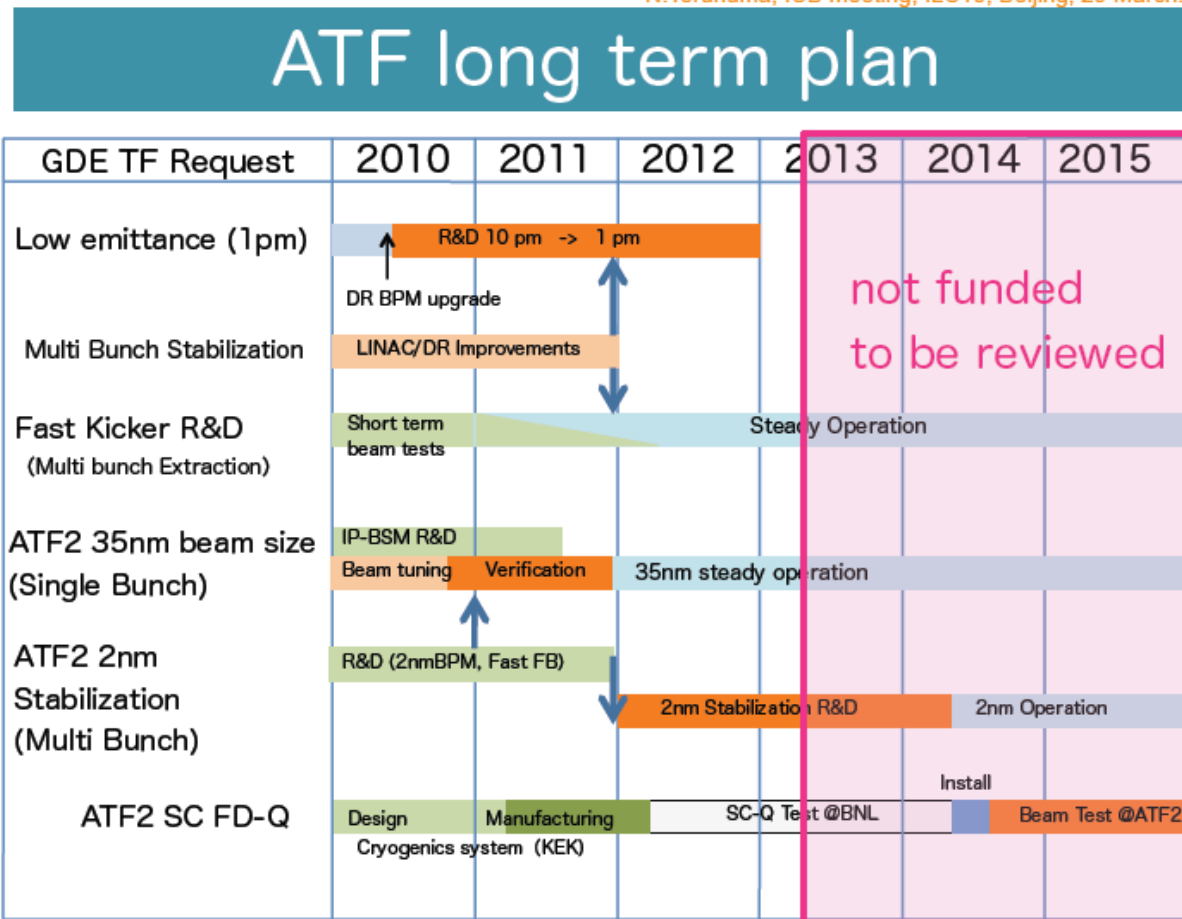 ATF long term plan
GDE TF Request 2010 2011 2012 2013 2014 2015
Low emittance (1pm)
R&D 10 pm -> 1 pm
DR BPM upgrade
not funded
to be reviewed
Multi Bunch Stabilization
LINAC/DR Improvements
Fast Kicker R&D
(Multi bunch Extraction)
Short term
beam tests
Steady Operation
ATF2 35nm beam size
(Single Bunch)
IP-BSM R&D
Beam tuning
Verification
35nm steady operation
ATF2 2nm
Stabilization
(Multi Bunch)
R&D (2nmBPM, Fast FB)
2nm Stabilization R&D
2nm Operation
ATF2 SC FD-Q
Design
Manufacturing
Cryogenics system (KEK)
SC-Q Test @BNL
Install
Beam Test @ATF2